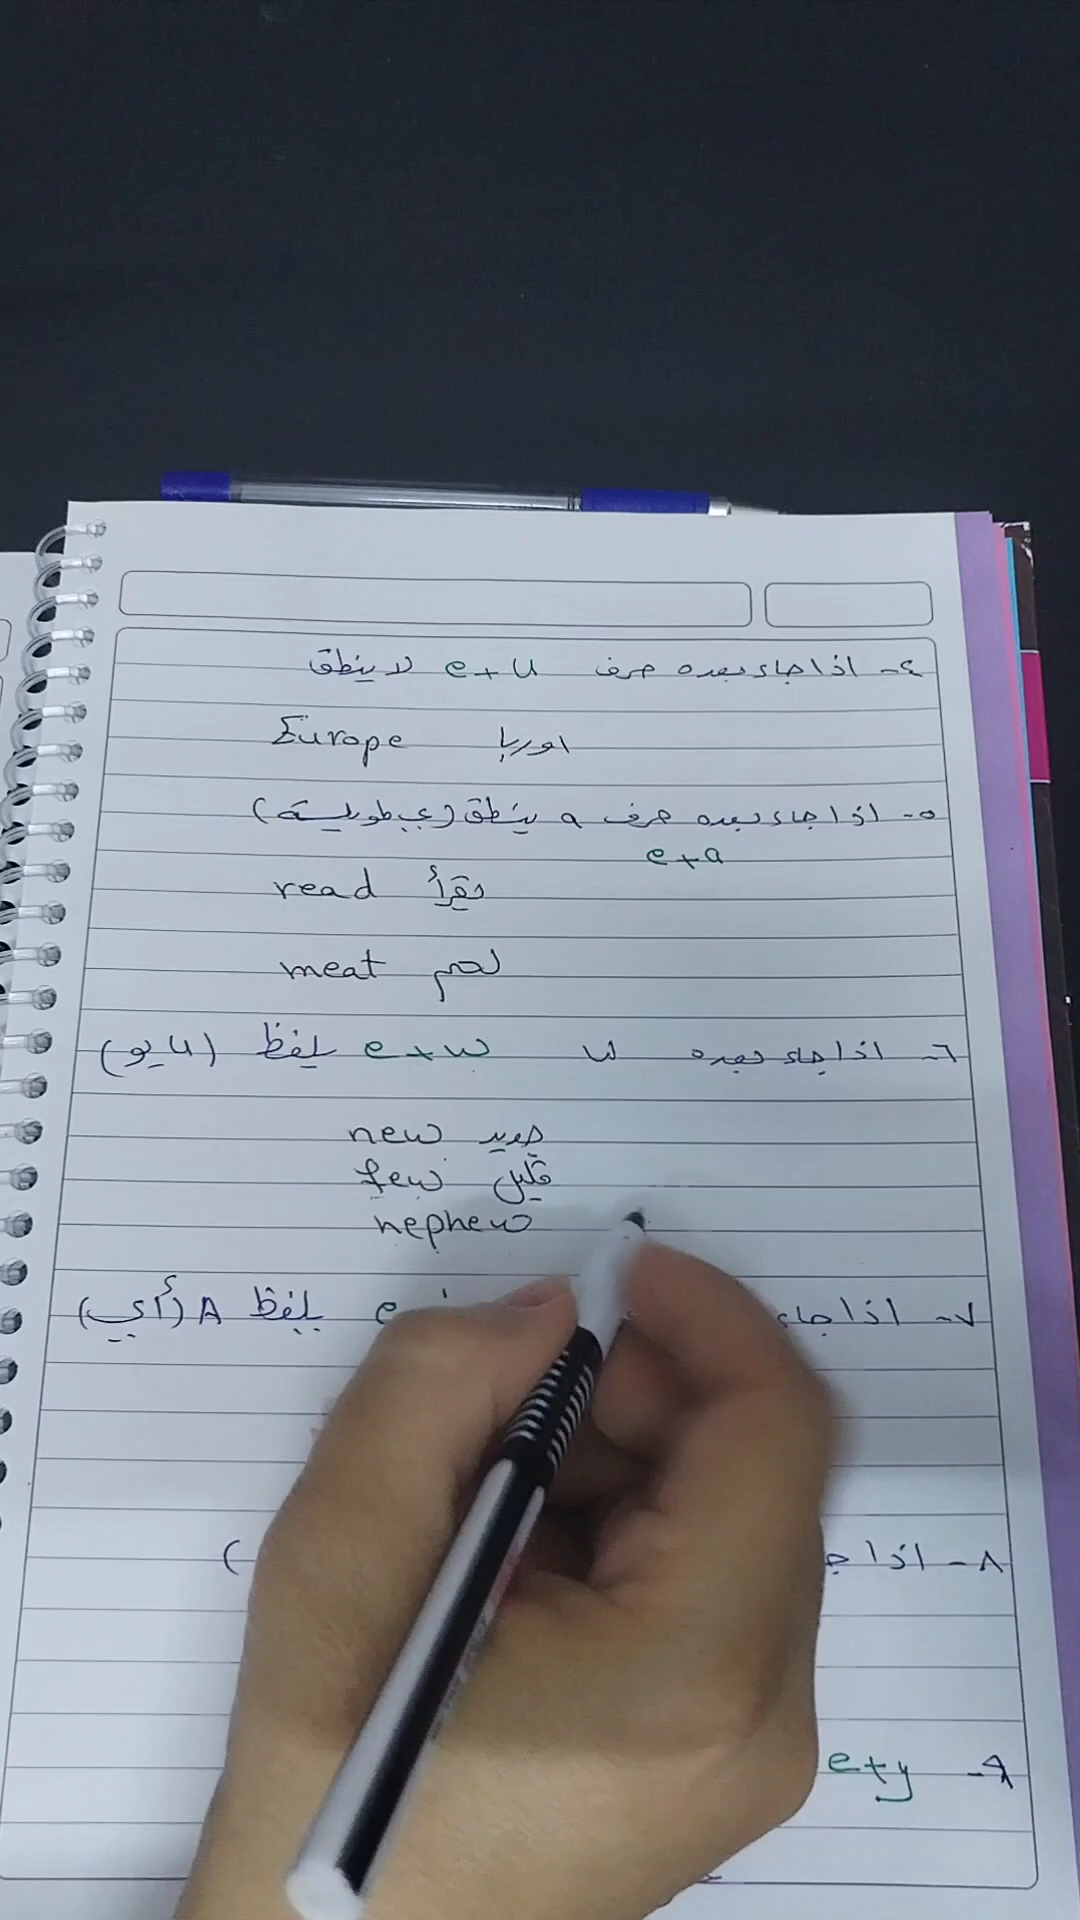 ٤- اذا جاء بعده حرف e+u لا ينطق
Europe اوربا
٥- اذا جاء بعده حرف a ينطق (ي طويلة)
e+a
read يقرأ
meat لحم
٦- اذا جاء بعده w e+w يلفظ (يو u)
new جديد
few قليل
nephew
٧- اذا جاء e يلفظ A (أي)
٨- اذا
٩- e+y